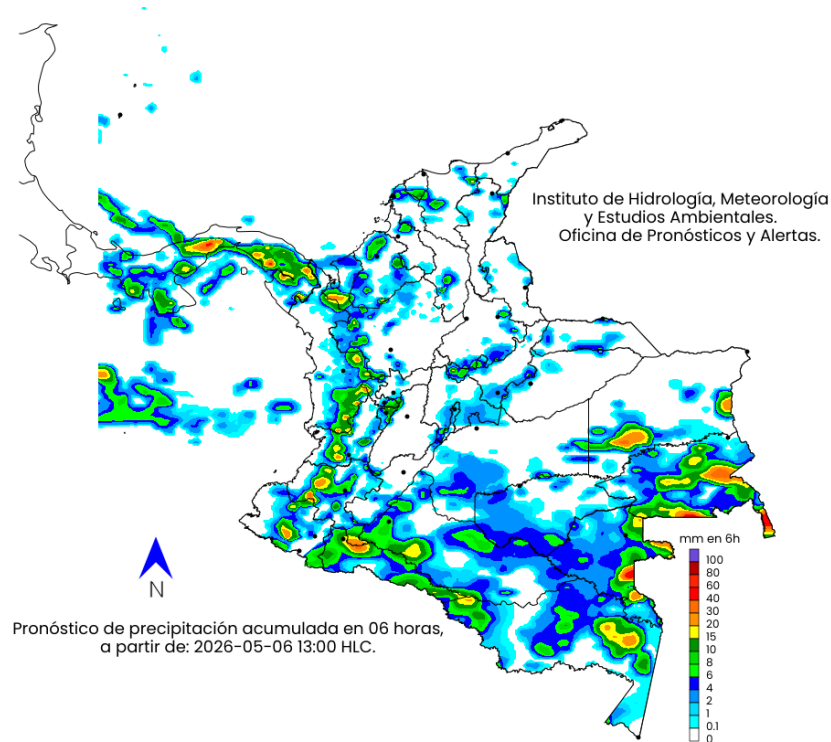 Instituto de Hidrología, Meteorología
y Estudios Ambientales.
Oficina de Pronósticos y Alertas.
mm en 6h
100
80
60
40
30
20
15
10
8
6
4
2
1
0.1
0
N
Pronóstico de precipitación acumulada en 06 horas,
a partir de: 2026-05-06 13:00 HLC.